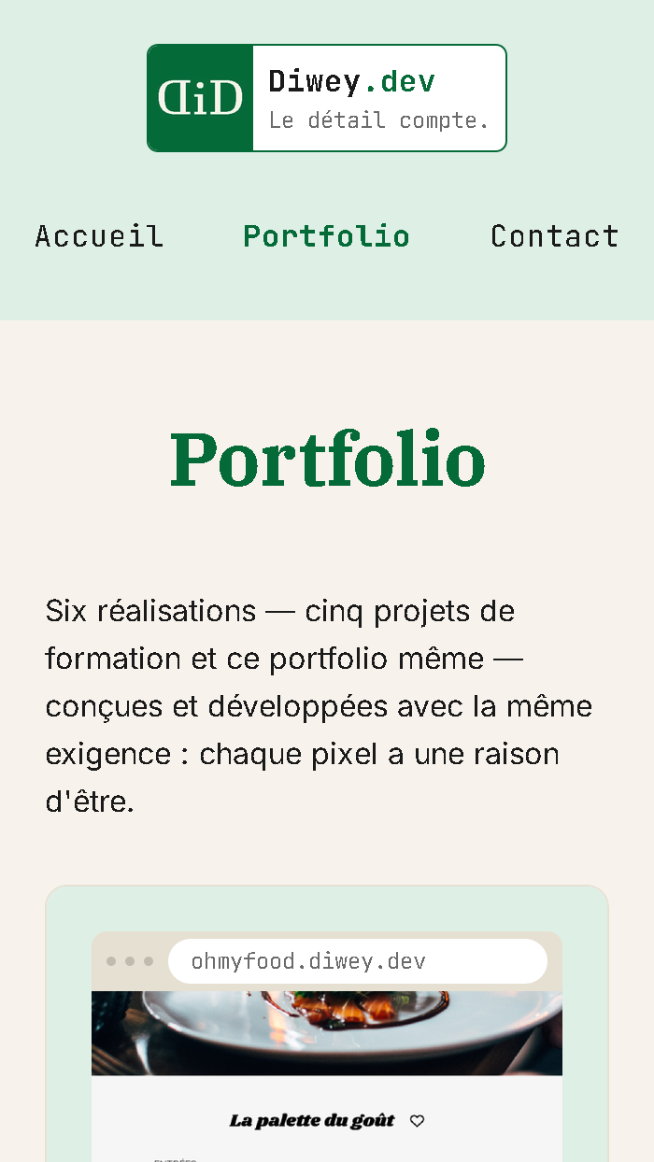 DiD
Diwey.dev
Le détail compte.
Accueil Portfolio Contact
Portfolio
Six réalisations — cinq projets de
formation et ce portfolio même —
conçues et développées avec la même
exigence : chaque pixel a une raison
d'être.
ohmyfood.diwey.dev
La palette du goût